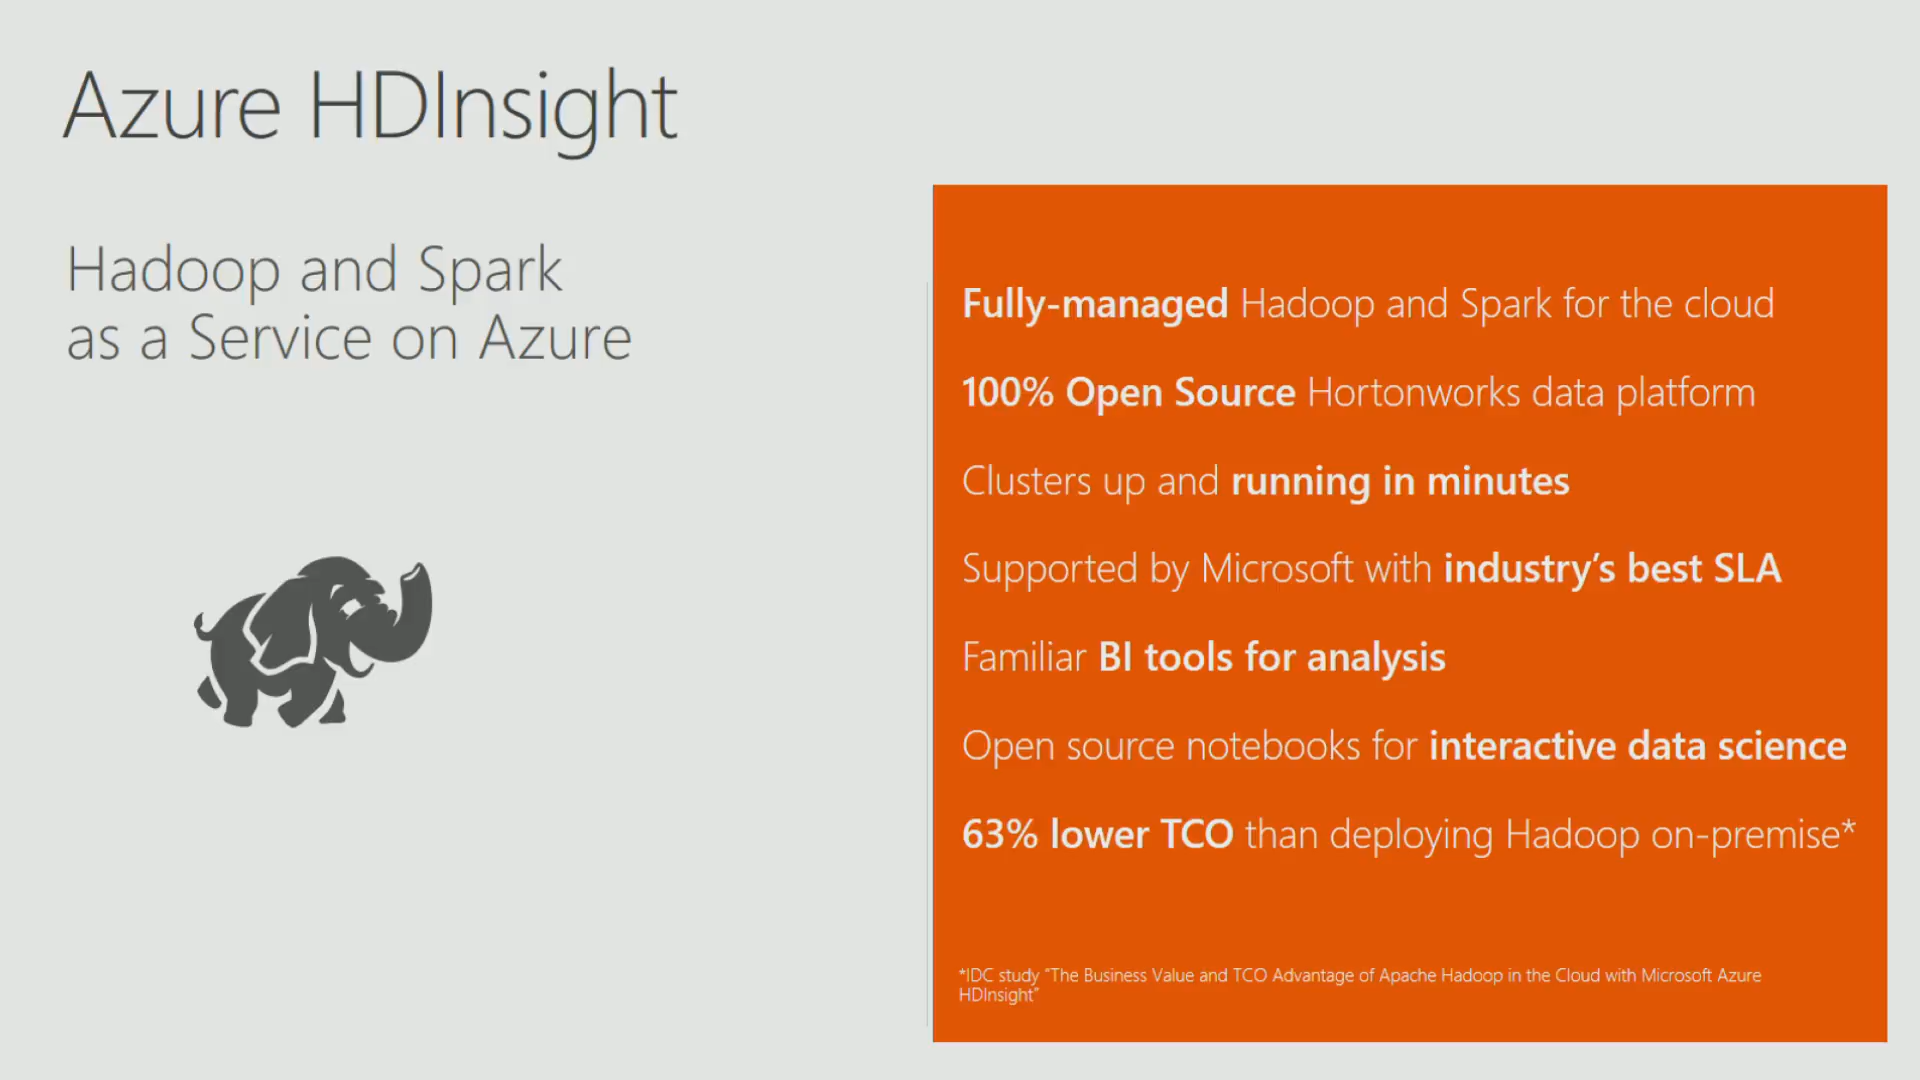 Azure HDInsight
Hadoop and Spark
as a Service on Azure
Fully-managed Hadoop and Spark for the cloud
100% Open Source Hortonworks data platform
Clusters up and running in minutes
Supported by Microsoft with industry’s best SLA
Familiar BI tools for analysis
Open source notebooks for interactive data science
63% lower TCO than deploying Hadoop on-premise*
*IDC study “The Business Value and TCO Advantage of Apache Hadoop in the Cloud with Microsoft Azure
HDInsight”